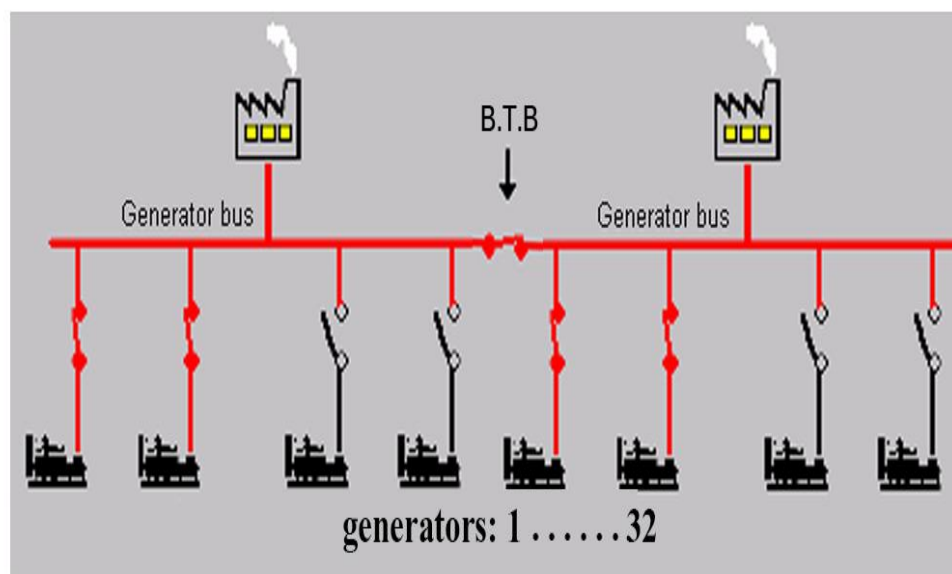 B.T.B
Generator bus
Generator bus
generators: 1 . . . . . . 32